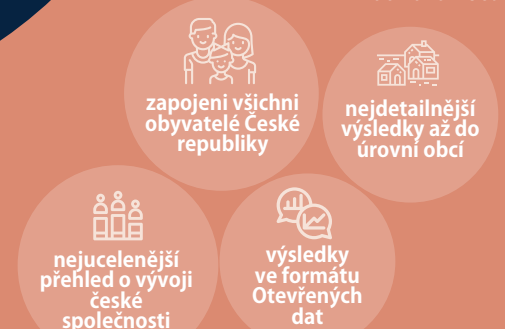 zapojeni všichni
obyvatelé České
republiky
nejdetailnější
výsledky až do
úrovní obcí
nejucelenější
přehled o vývoji
české
společnosti
výsledky
ve formátu
Otevřených
dat